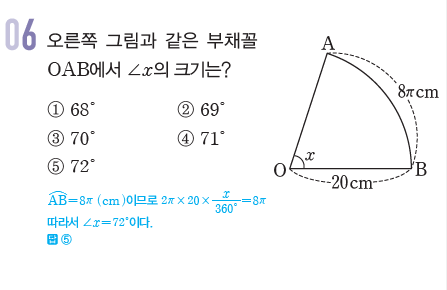 06 오른쪽 그림과 같은 부채꼴
OAB에서 ∠x의 크기는?
① 68° ② 69°
③ 70° ④ 71°
⑤ 72°
A
8πcm
x
O
B
20cm
AB=8π (cm)이므로 2π×20×x/360°=8π
따라서 ∠x=72°이다.
답 ⑤